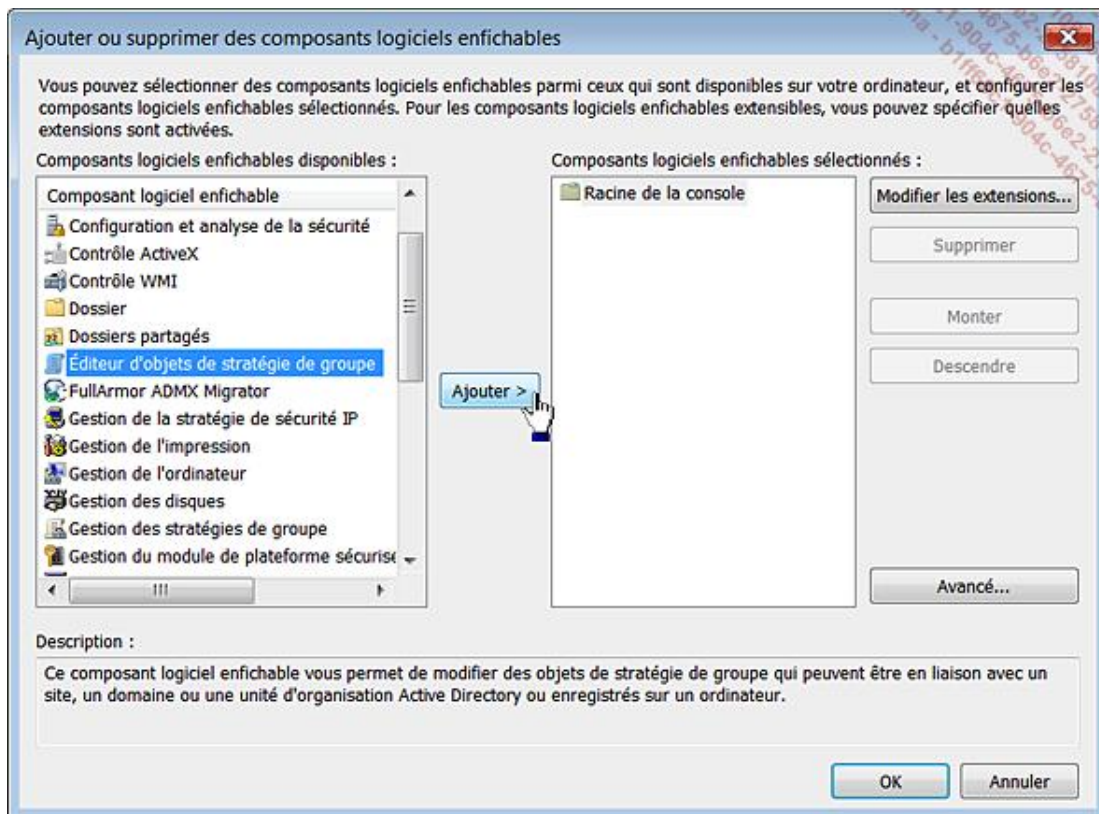 Ajouter ou supprimer des composants logiciels enfichables
Vous pouvez sélectionner des composants logiciels enfichables parmi ceux qui sont disponibles sur votre ordinateur, et configurer les
composants logiciels enfichables sélectionnés. Pour les composants logiciels enfichables extensibles, vous pouvez spécifier quelles
extensions sont activées.
Composants logiciels enfichables disponibles :
Composant logiciel enfichable
Configuration et analyse de la sécurité
Contrôle ActiveX
Contrôle WMI
Dossier
Dossiers partagés
Éditeur d'objets de stratégie de groupe
FullArmor ADMX Migrator
Gestion de la stratégie de sécurité IP
Gestion de l'impression
Gestion de l'ordinateur
Gestion des disques
Gestion des stratégies de groupe
Gestion du module de plateforme sécurisé
Ajouter >
Composants logiciels enfichables sélectionnés :
Racine de la console
Modifier les extensions...
Supprimer
Monter
Descendre
Avancé...
Description :
Ce composant logiciel enfichable vous permet de modifier des objets de stratégie de groupe qui peuvent être en liaison avec un
site, un domaine ou une unité d'organisation Active Directory ou enregistrés sur un ordinateur.
OK
Annuler